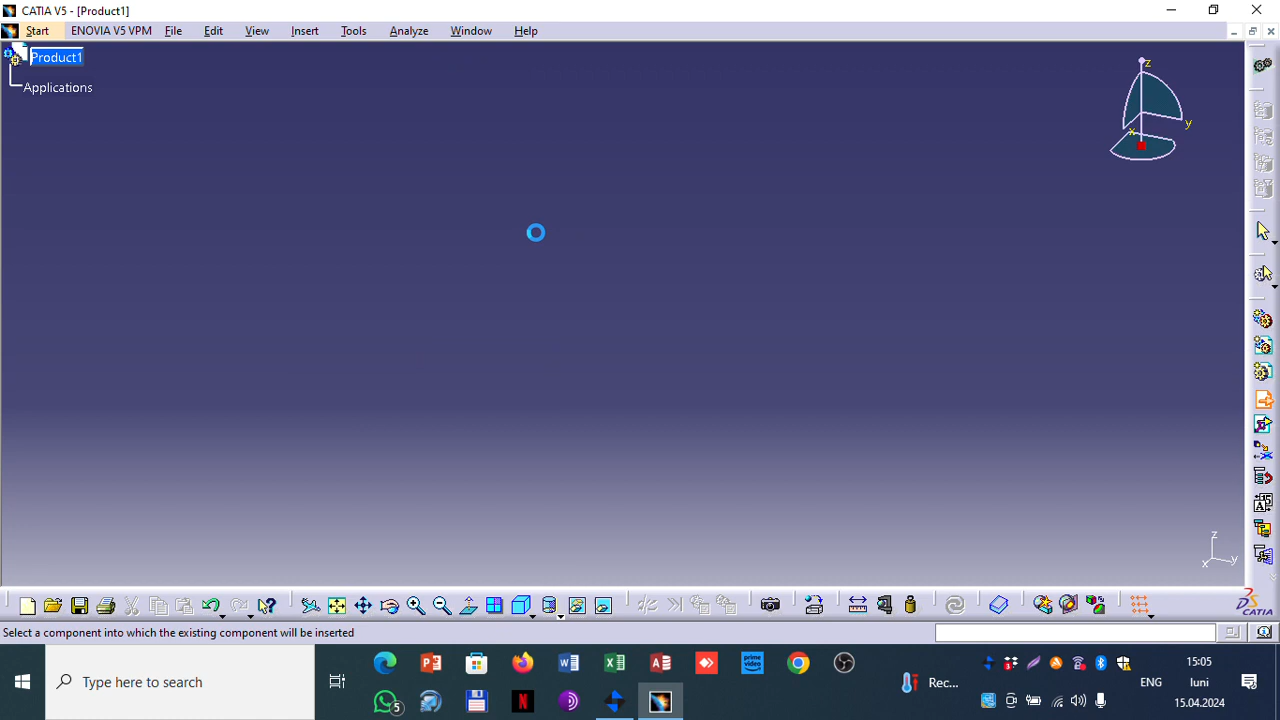 CATIA V5 - [Product1]
Start ENOVIA V5 VPM File Edit View Insert Tools Analyze Window Help
Product1
Applications
z
y
x
z
x y
Select a component into which the existing component will be inserted
Type here to search
5
Rec...
ENG
15:05
luni
15.04.2024